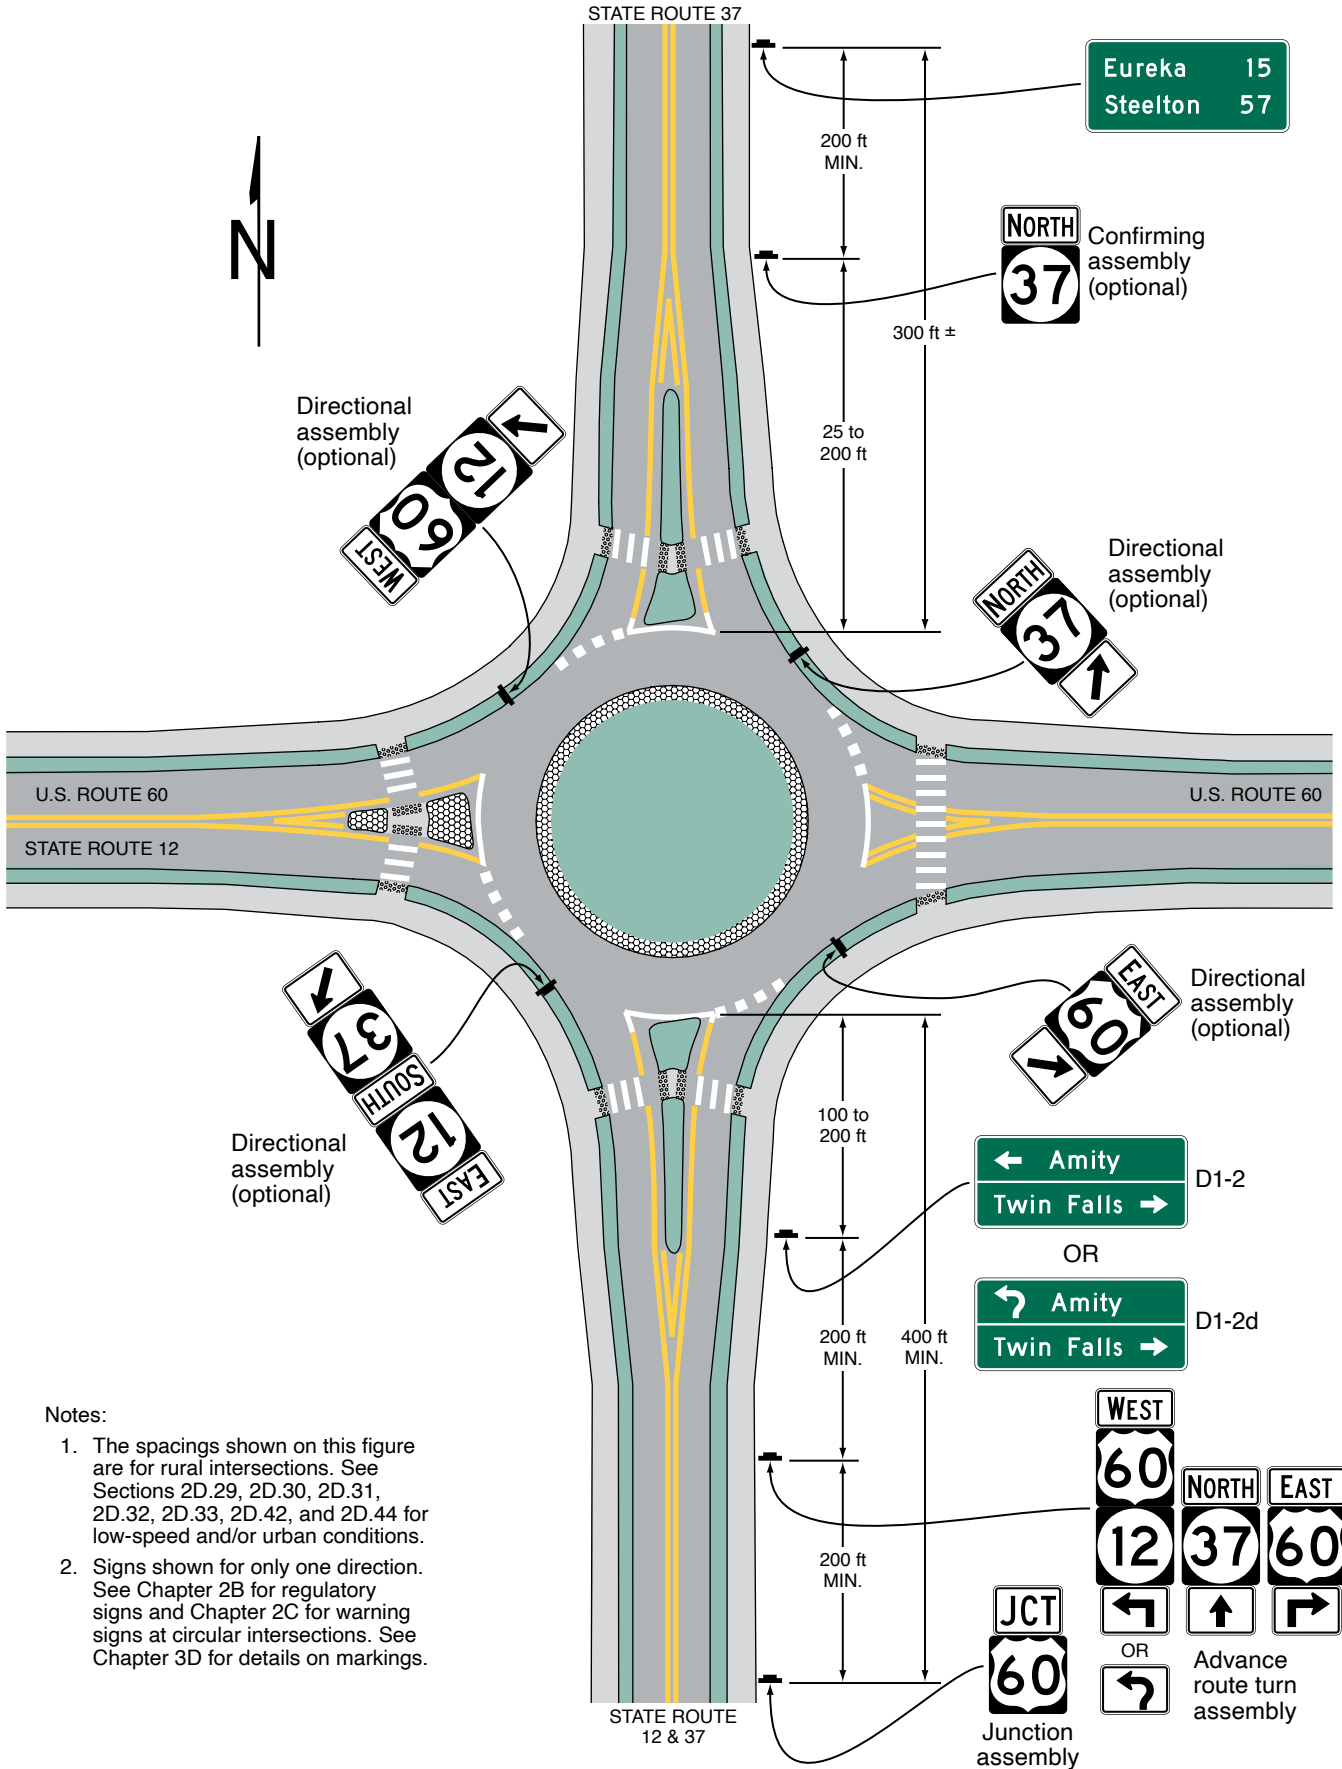 STATE ROUTE 37
Eureka 15
Steelton 57
200 ft
MIN.
N
NORTH
37
Confirming
assembly
(optional)
300 ft ±
Directional
assembly
(optional)
12
60
WEST
25 to
200 ft
Directional
assembly
(optional)
NORTH
37
U.S. ROUTE 60
STATE ROUTE 12
U.S. ROUTE 60
37
SOUTH
12
EAST
Directional
assembly
(optional)
EAST
60
Directional
assembly
(optional)
100 to
200 ft
← Amity
Twin Falls →
D1-2
OR
Amity
Twin Falls →
D1-2d
200 ft
MIN.
400 ft
MIN.
WEST
60
12
NORTH
37
EAST
60
OR
Advance
route turn
assembly
200 ft
MIN.
JCT
60
Junction
assembly
Notes:
1. The spacings shown on this figure
are for rural intersections. See
Sections 2D.29, 2D.30, 2D.31,
2D.32, 2D.33, 2D.42, and 2D.44 for
low-speed and/or urban conditions.
2. Signs shown for only one direction.
See Chapter 2B for regulatory
signs and Chapter 2C for warning
signs at circular intersections. See
Chapter 3D for details on markings.
STATE ROUTE
12 & 37